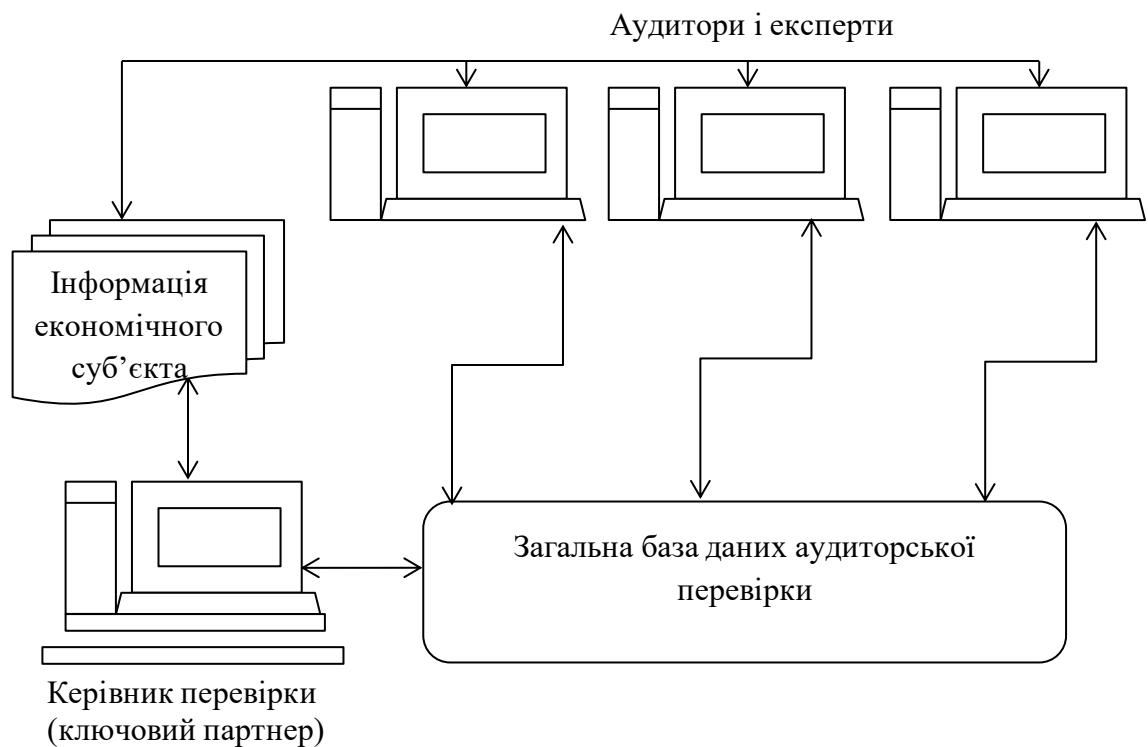 Аудитори і експерти
Інформація
економічного
суб’єкта
Загальна база даних аудиторської
перевірки
Керівник перевірки
(ключовий партнер)